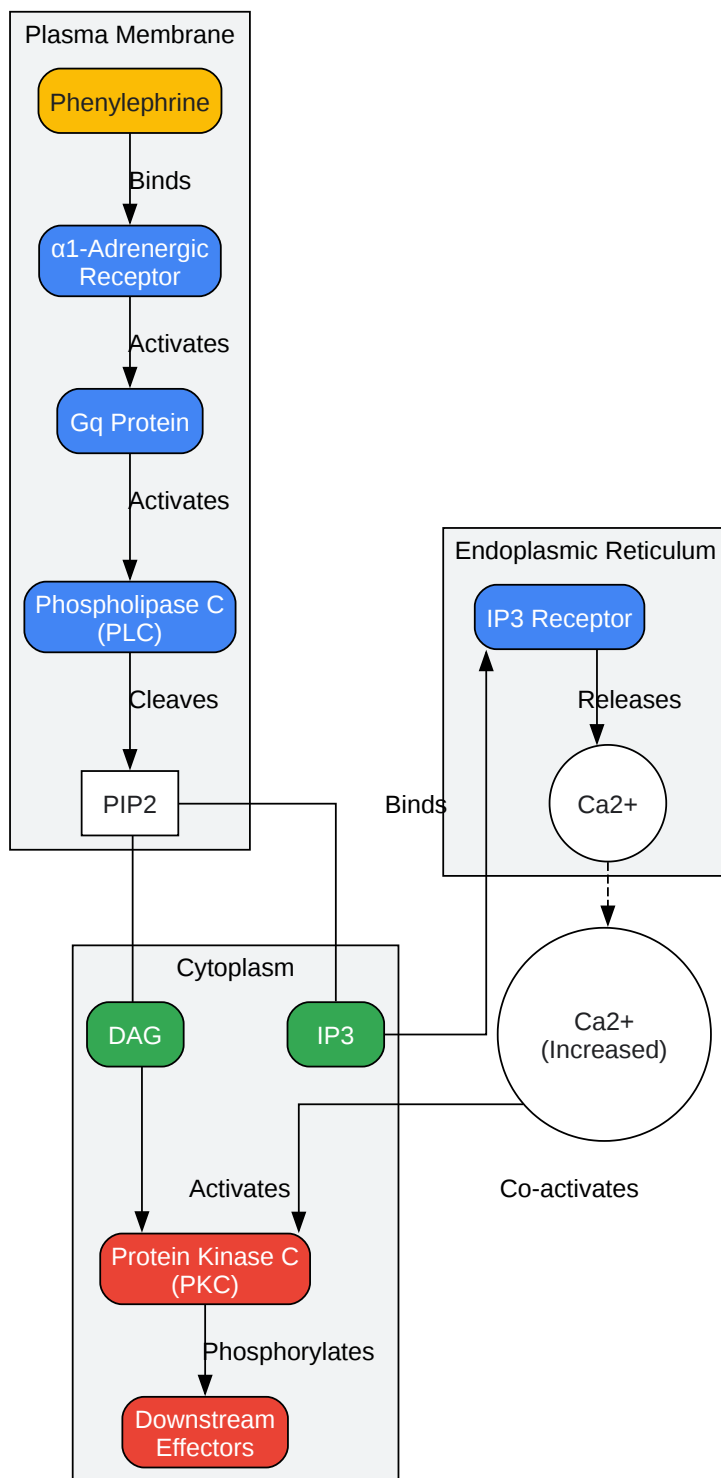 Plasma Membrane
Phenylephrine
Binds
α1-Adrenergic
Receptor
Activates
Gq Protein
Activates
Phospholipase C
(PLC)
Cleaves
PIP2
Endoplasmic Reticulum
IP3 Receptor
Releases
Ca2+
Binds
Cytoplasm
DAG
IP3
Ca2+
(Increased)
Activates
Co-activates
Protein Kinase C
(PKC)
Phosphorylates
Downstream
Effectors